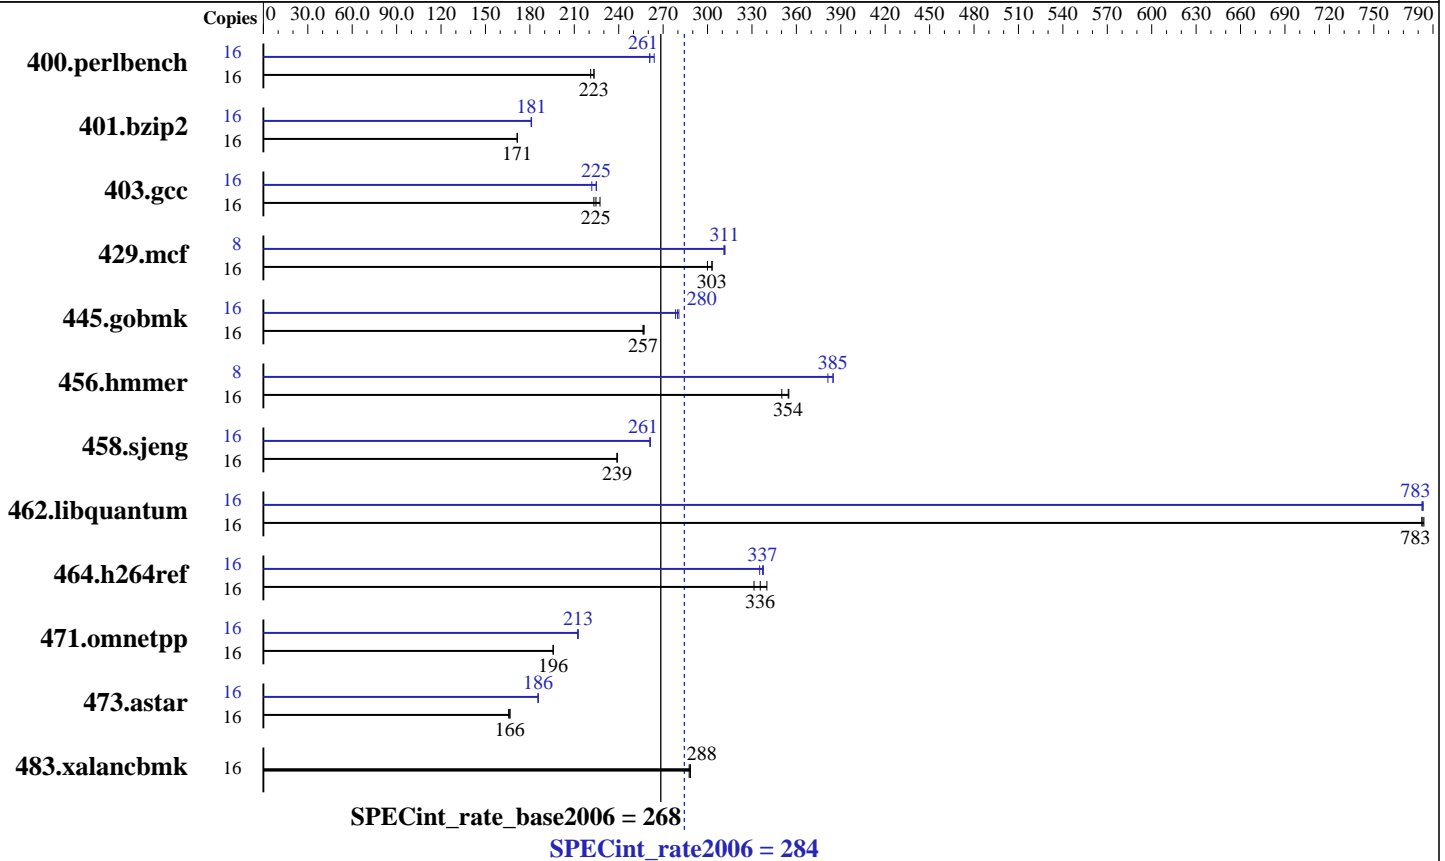 Copies 0 30.0 60.0 90.0 120 150 180 210 240 270 300 330 360 390 420 450 480 510 540 570 600 630 660 690 720 750 790
400.perlbench 16 261
16 223
401.bzip2 16 181
16 171
403.gcc 16 225
16 225
429.mcf 8 311
16 303
445.gobmk 16 280
16 257
456.hmmer 8 385
16 354
458.sjeng 16 261
16 239
462.libquantum 16 783
16 783
464.h264ref 16 337
16 336
471.omnetpp 16 213
16 196
473.astar 16 186
16 166
483.xalancbmk 16 288
SPECint_rate_base2006 = 268
SPECint_rate2006 = 284